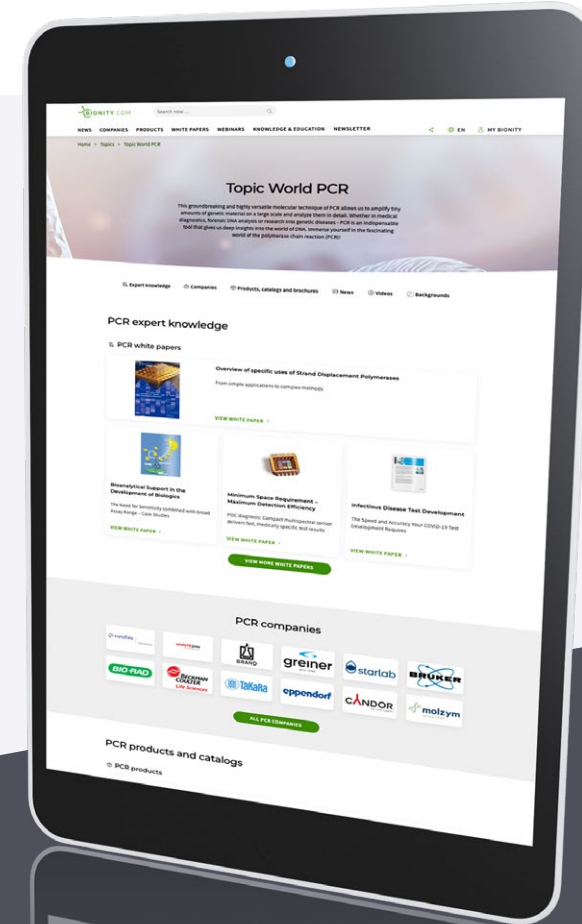 BIONITY.COM
Search now ...
NEWS COMPANIES PRODUCTS WHITE PAPERS WEBINARS KNOWLEDGE & EDUCATION NEWSLETTER EN MY BIONITY
Home > Topics > Topic World PCR
Topic World PCR
This groundbreaking and highly versatile molecular technique of PCR allows us to amplify tiny
amounts of genetic material on a large scale and analyze them in detail. Whether in medical
diagnostics, forensic DNA analysis or research into genetic diseases - PCR is an indispensable
tool that gives us deep insights into the world of DNA. Immerse yourself in the fascinating
world of the polymerase chain reaction (PCR)!
Expert knowledge Companies Products, catalogs and brochures News Videos Backgrounds
PCR expert knowledge
PCR white papers
Overview of specific uses of Strand Displacement Polymerases
From simple applications to complex methods
VIEW WHITE PAPER >
Bioanalytical Support in the
Development of Biologics
The Need for Sensitivity Combined with Broad
Assay Range – Case Studies
VIEW WHITE PAPER >
Minimum Space Requirement –
Maximum Detection Efficiency
POC diagnosis: Compact multispectral sensor
delivers fast, medically specific test results
VIEW WHITE PAPER >
Infectious Disease Test Development
The Speed and Accuracy Your COVID-19 Test
Development Requires
VIEW WHITE PAPER >
VIEW MORE WHITE PAPERS
PCR companies
BRAND
greiner
BIO-ONE
starlab
BRUKER
BIO-RAD
BECKMAN
COULTER
Life Sciences
TaKaRa
eppendorf
CANDOR
molzym
ALL PCR COMPANIES
PCR products and catalogs
PCR products